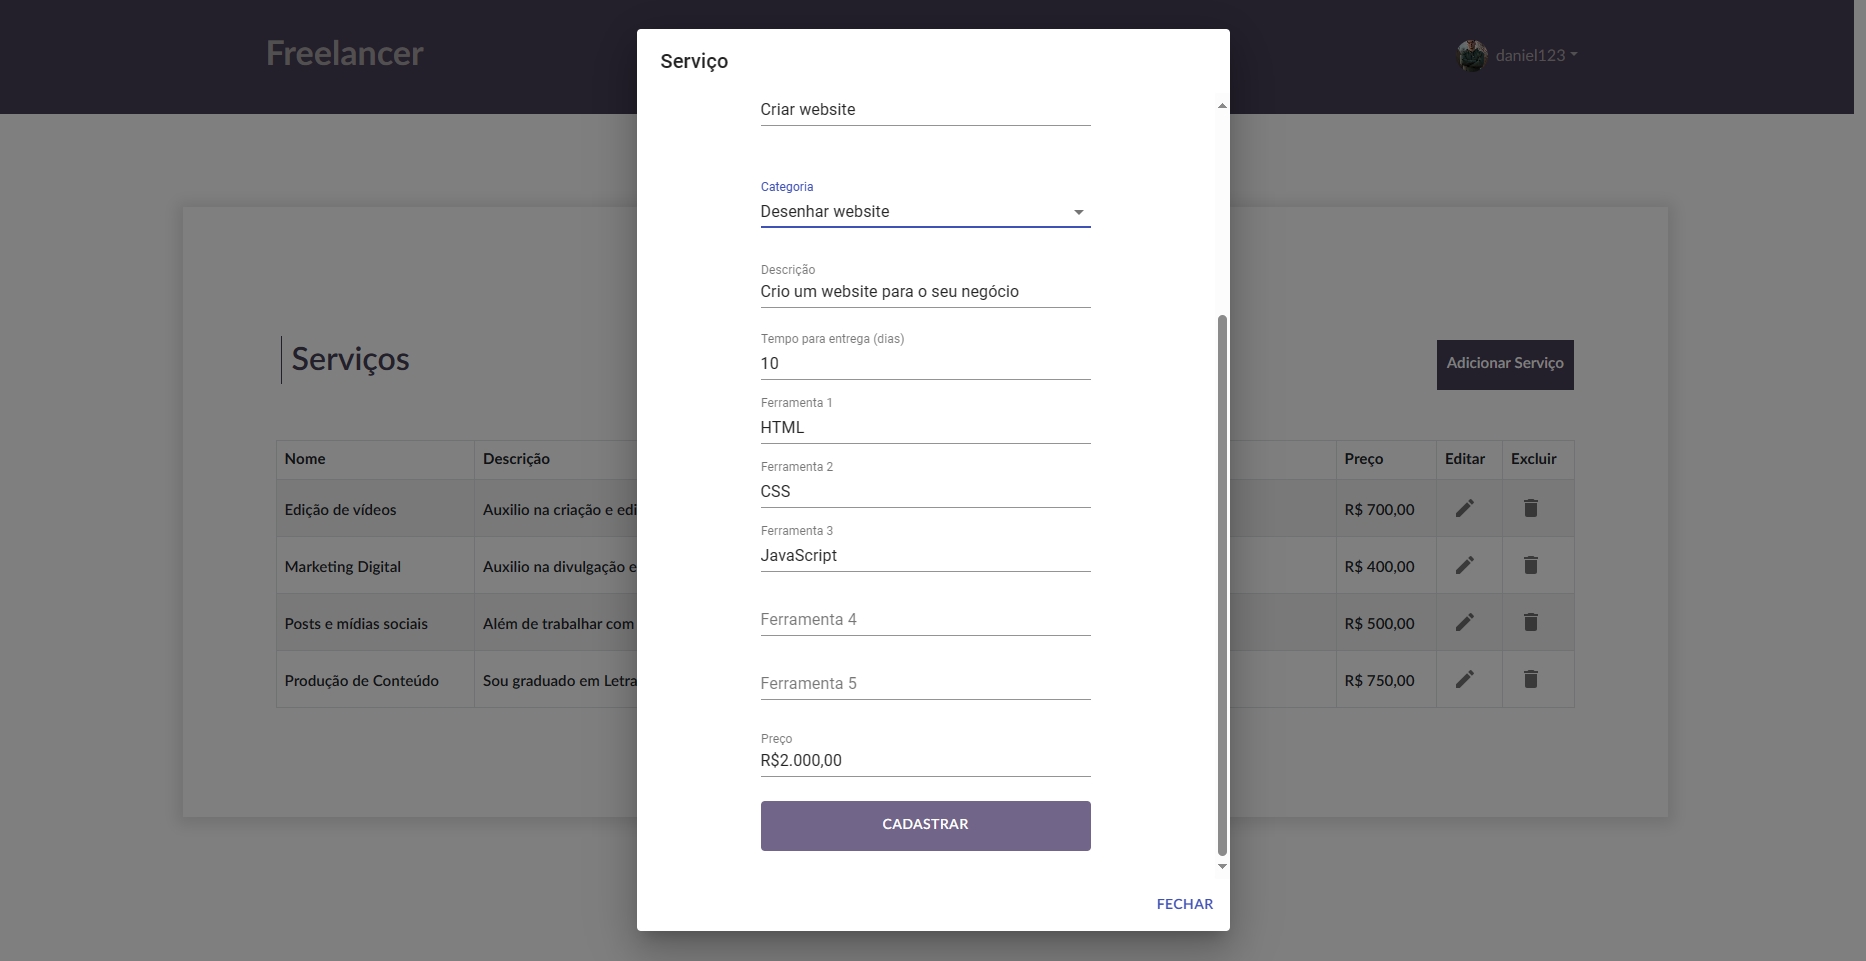 Freelancer
daniel123
Serviço
Criar website
Categoria
Desenhar website
Descrição
Crio um website para o seu negócio
Tempo para entrega (dias)
10
Ferramenta 1
HTML
Ferramenta 2
CSS
Ferramenta 3
JavaScript
Ferramenta 4
Ferramenta 5
Preço
R$2.000,00
CADASTRAR
FECHAR
Serviços
Adicionar Serviço
Nome Descrição Preço Editar Excluir
Edição de vídeos Auxilio na criação e edi R$ 700,00
Marketing Digital Auxilio na divulgação e R$ 400,00
Posts e mídias sociais Além de trabalhar com R$ 500,00
Produção de Conteúdo Sou graduado em Letra R$ 750,00